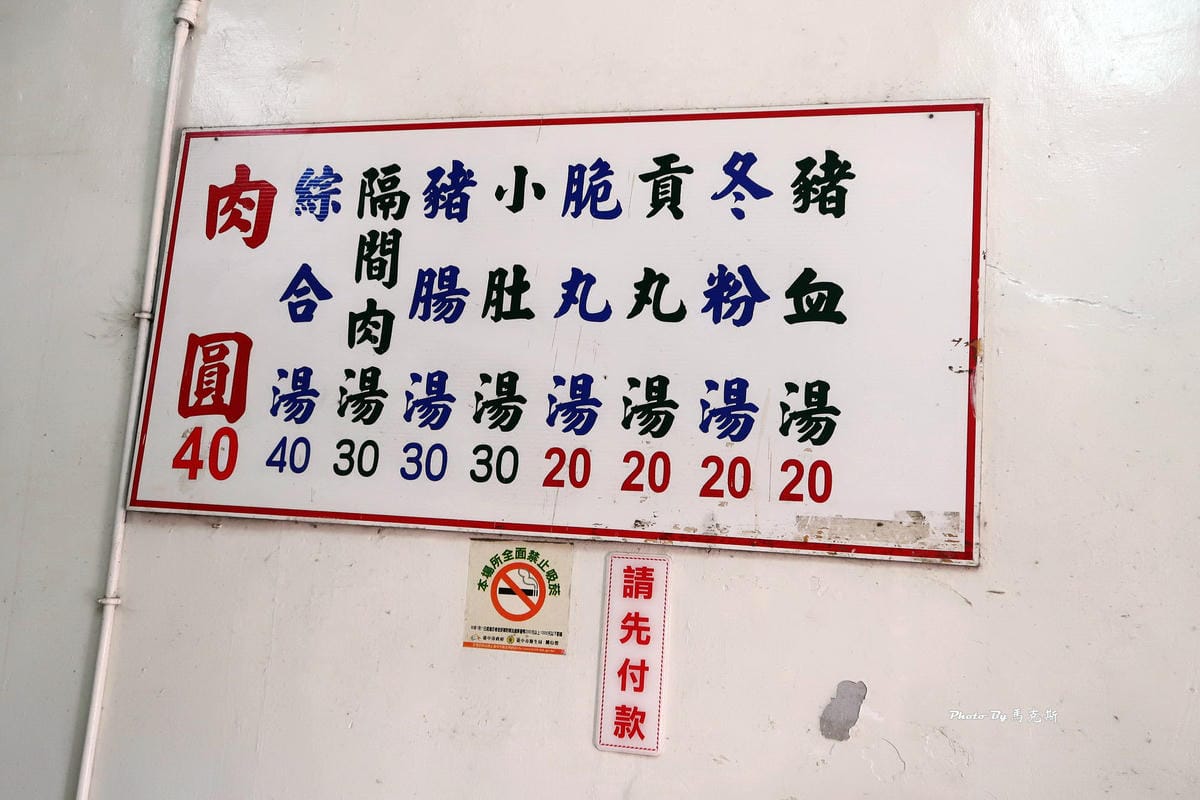 肉圓 40
綜合湯 40
隔間肉湯 30
豬腸湯 30
小肚湯 30
脆丸湯 20
貢丸湯 20
冬粉湯 20
豬血湯 20
本場所全面禁止吸菸
請先付款
Photo By 馬克斯